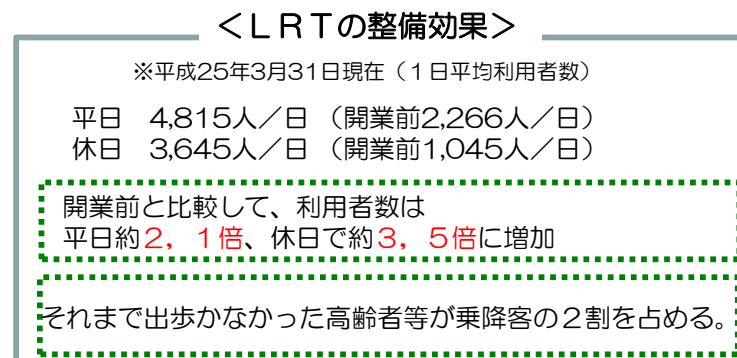 ＜ＬＲＴの整備効果＞
※平成25年3月31日現在（１日平均利用者数）
平日　4,815人／日　（開業前2,266人／日）
休日　3,645人／日　（開業前1,045人／日）
開業前と比較して、利用者数は
平日約２，１倍、休日で約３，５倍に増加
それまで出歩かなかった高齢者等が乗降客の２割を占める。